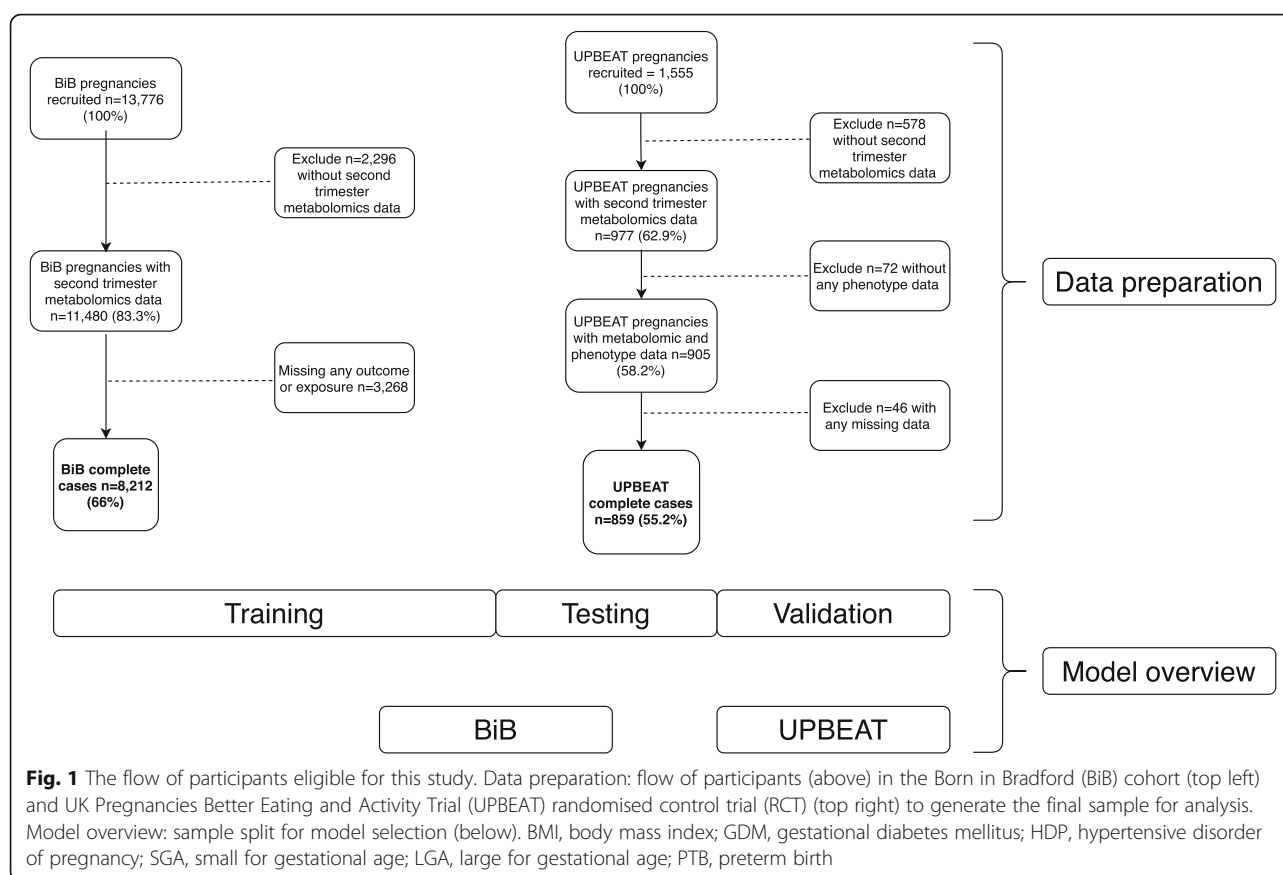 BiB pregnancies
recruited n=13,776
(100%)
Exclude n=2,296
without second
trimester
metabolomics data
BiB pregnancies with
second trimester
metabolomics data
n=11,480 (83.3%)
Missing any outcome
or exposure n=3,268
BiB complete
cases n=8,212
(66%)
UPBEAT pregnancies
recruited = 1,555
(100%)
Exclude n=578
without second
trimester
metabolomics data
UPBEAT pregnancies
with second trimester
metabolomics data
n=977 (62.9%)
Exclude n=72 without
any phenotype data
UPBEAT pregnancies
with metabolomic and
phenotype data n=905
(58.2%)
Exclude n=46 with
any missing data
UPBEAT
complete cases
n=859 (55.2%)
Data preparation
Training
Testing
Validation
Model overview
BiB
UPBEAT
Fig. 1 The flow of participants eligible for this study. Data preparation: flow of participants (above) in the Born in Bradford (BiB) cohort (top left)
and UK Pregnancies Better Eating and Activity Trial (UPBEAT) randomised control trial (RCT) (top right) to generate the final sample for analysis.
Model overview: sample split for model selection (below). BMI, body mass index; GDM, gestational diabetes mellitus; HDP, hypertensive disorder
of pregnancy; SGA, small for gestational age; LGA, large for gestational age; PTB, preterm birth